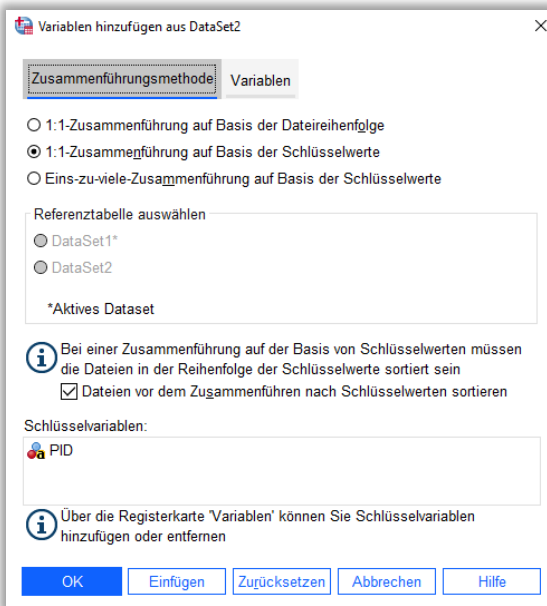 Variablen hinzufügen aus DataSet2
Zusammenführungsmethode Variablen
1:1-Zusammenführung auf Basis der Dateireihenfolge
1:1-Zusammenführung auf Basis der Schlüsselwerte
Eins-zu-viele-Zusammenführung auf Basis der Schlüsselwerte
Referenztabelle auswählen
DataSet1*
DataSet2
*Aktives Dataset
Bei einer Zusammenführung auf der Basis von Schlüsselwerten müssen
die Dateien in der Reihenfolge der Schlüsselwerte sortiert sein
Dateien vor dem Zusammenführen nach Schlüsselwerten sortieren
Schlüsselvariablen:
a PID
Über die Registerkarte 'Variablen' können Sie Schlüsselvariablen
hinzufügen oder entfernen
OK Einfügen Zurücksetzen Abbrechen Hilfe